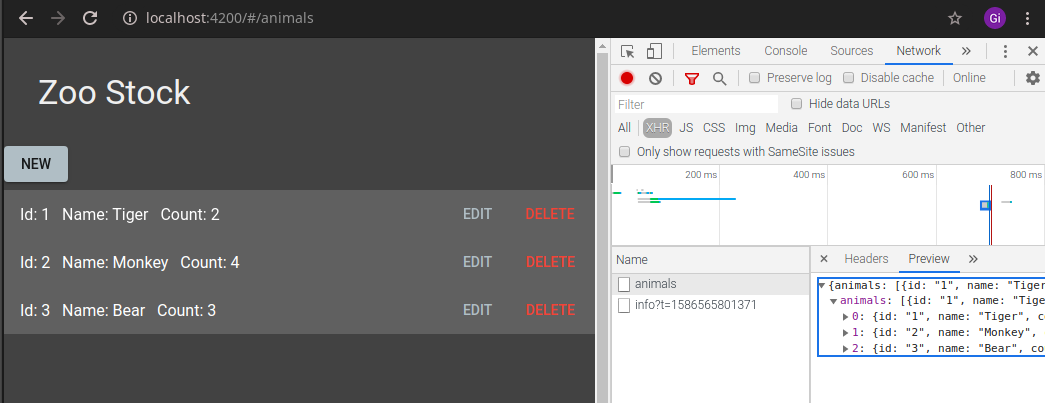 localhost:4200/#/animals
Gi
Zoo Stock
NEW
Id: 1 Name: Tiger Count: 2 EDIT DELETE
Id: 2 Name: Monkey Count: 4 EDIT DELETE
Id: 3 Name: Bear Count: 3 EDIT DELETE
Elements Console Sources Network »
Preserve log Disable cache Online
Filter Hide data URLs
All XHR JS CSS Img Media Font Doc WS Manifest Other
Only show requests with SameSite issues
200 ms 400 ms 600 ms 800 ms
Name × Headers Preview »
animals
info?t=1586565801371
{animals: [{id: "1", name: "Tiger
animals: [{id: "1", name: "Tige
0: {id: "1", name: "Tiger", co
1: {id: "2", name: "Monkey",
2: {id: "3", name: "Bear", co